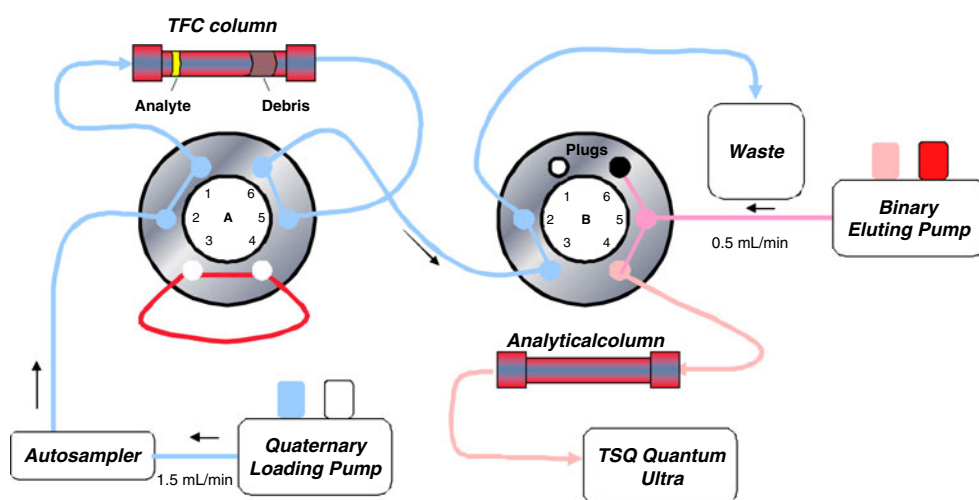 TFC column
Analyte
Debris
1
6
2
A
5
3
4
Plugs
1
6
2
B
5
3
4
Waste
Binary
Eluting Pump
0.5 mL/min
Analyticalcolumn
Autosampler
1.5 mL/min
Quaternary
Loading Pump
TSQ Quantum
Ultra